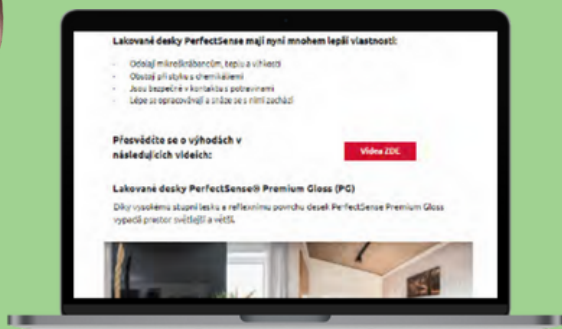 Lakované desky PerfectSense mají nyní mnohem lepší vlastnosti:
- Odolají mikroškrábancům, teplu a vlhkosti
- Obstojí při styku s chemikáliemi
- Jsou bezpečné v kontaktu s potravinami
- Lépe se opracovávají a snáze se s nimi zachází
Přesvědčte se o výhodách v
následujících videích:
Videa ZDE
Lakované desky PerfectSense® Premium Gloss (PG)
Díky vysokému stupni lesku a reflexnímu povrchu desek PerfectSense Premium Gloss
vypadá prostor světlejší a větší.